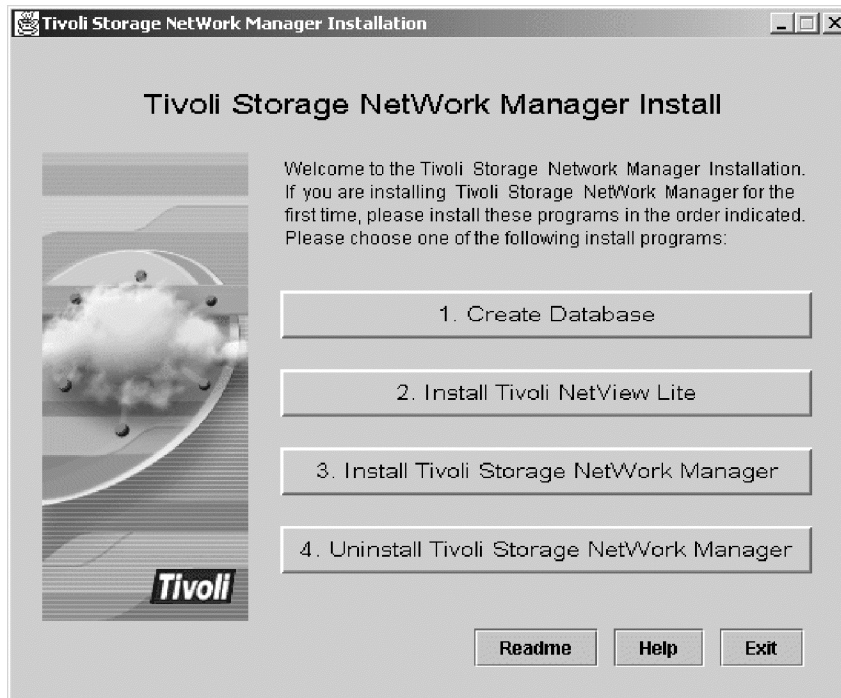 Tivoli Storage NetWork Manager Installation
Tivoli Storage NetWork Manager Install
Welcome to the Tivoli Storage Network Manager Installation.
If you are installing Tivoli Storage NetWork Manager for the
first time, please install these programs in the order indicated.
Please choose one of the following install programs:
1. Create Database
2. Install Tivoli NetView Lite
3. Install Tivoli Storage NetWork Manager
4. Uninstall Tivoli Storage NetWork Manager
Tivoli
Readme Help Exit